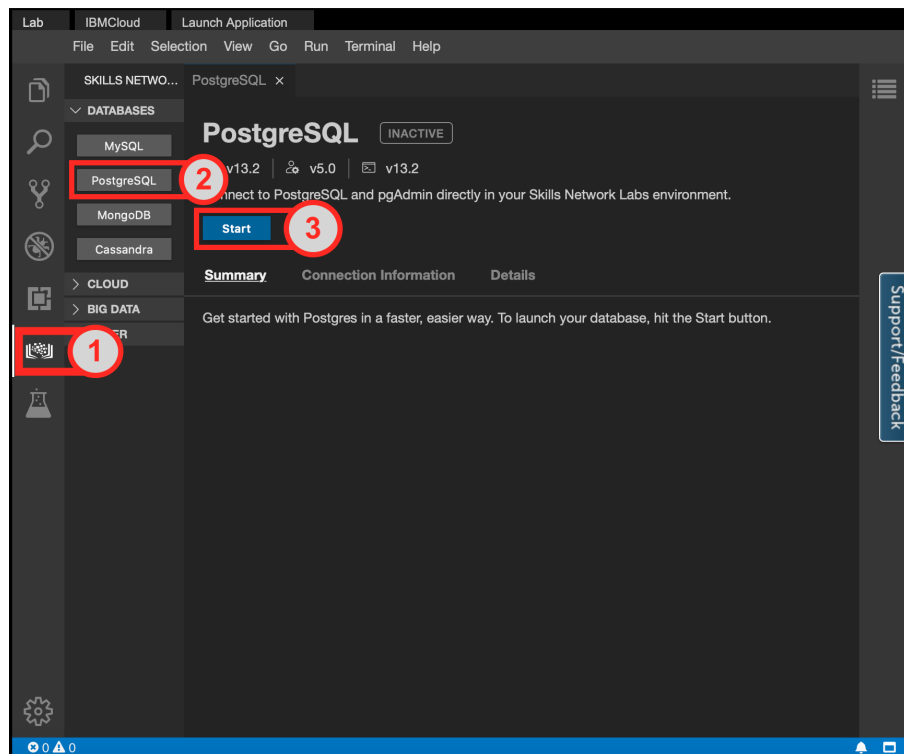 Lab IBMCloud Launch Application
File Edit Selection View Go Run Terminal Help
SKILLS NETWO... PostgreSQL ×
DATABASES
MySQL
PostgreSQL
MongoDB
Cassandra
CLOUD
BIG DATA
1
2
PostgreSQL INACTIVE
v13.2 v5.0 v13.2
to PostgreSQL and pgAdmin directly in your Skills Network Labs environment.
Start
3
Summary Connection Information Details
Get started with Postgres in a faster, easier way. To launch your database, hit the Start button.
Support/Feedback
0 0